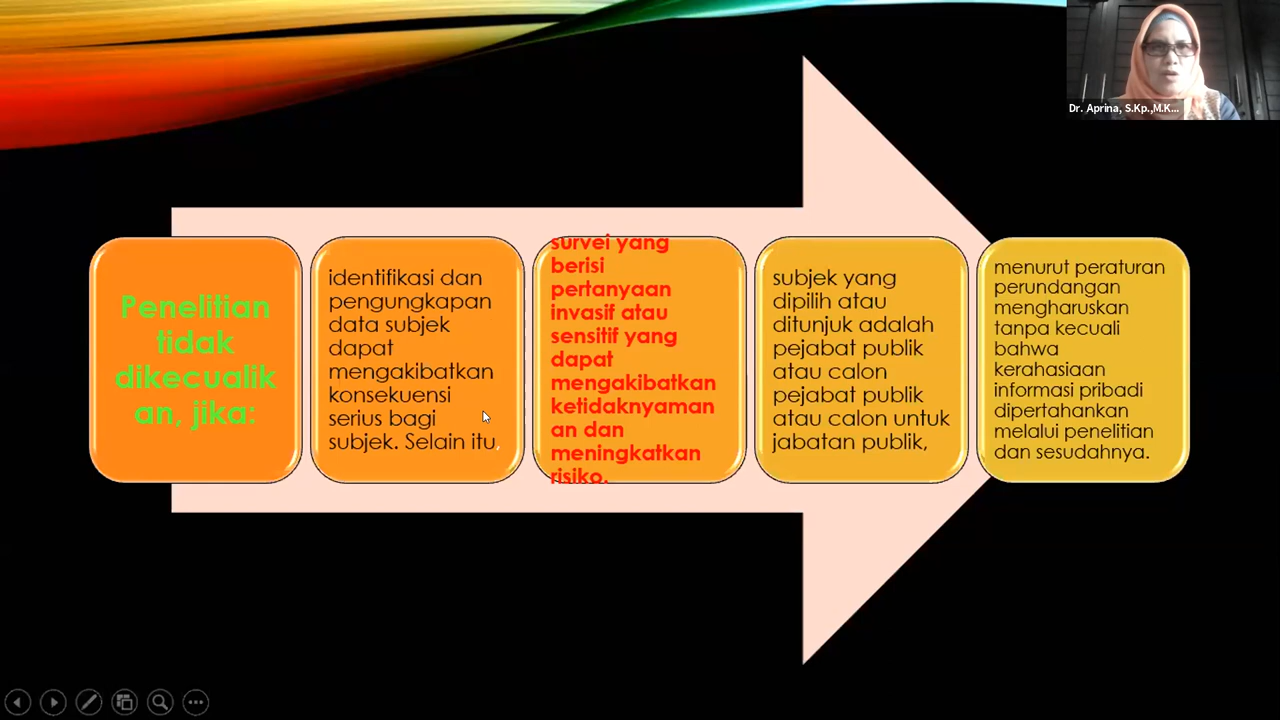 Dr. Aprina, S.Kp.,M.K...
Penelitian
tidak
dikecualik
an, jika:
identifikasi dan
pengungkapan
data subjek
dapat
mengakibatkan
konsekuensi
serius bagi
subjek. Selain itu,
survei yang
berisi
pertanyaan
invasif atau
sensitif yang
dapat
mengakibatkan
ketidaknyaman
an dan
meningkatkan
risiko.
subjek yang
dipilih atau
ditunjuk adalah
pejabat publik
atau calon
pejabat publik
atau calon untuk
jabatan publik,
menurut peraturan
perundangan
mengharuskan
tanpa kecuali
bahwa
kerahasiaan
informasi pribadi
dipertahankan
melalui penelitian
dan sesudahnya.